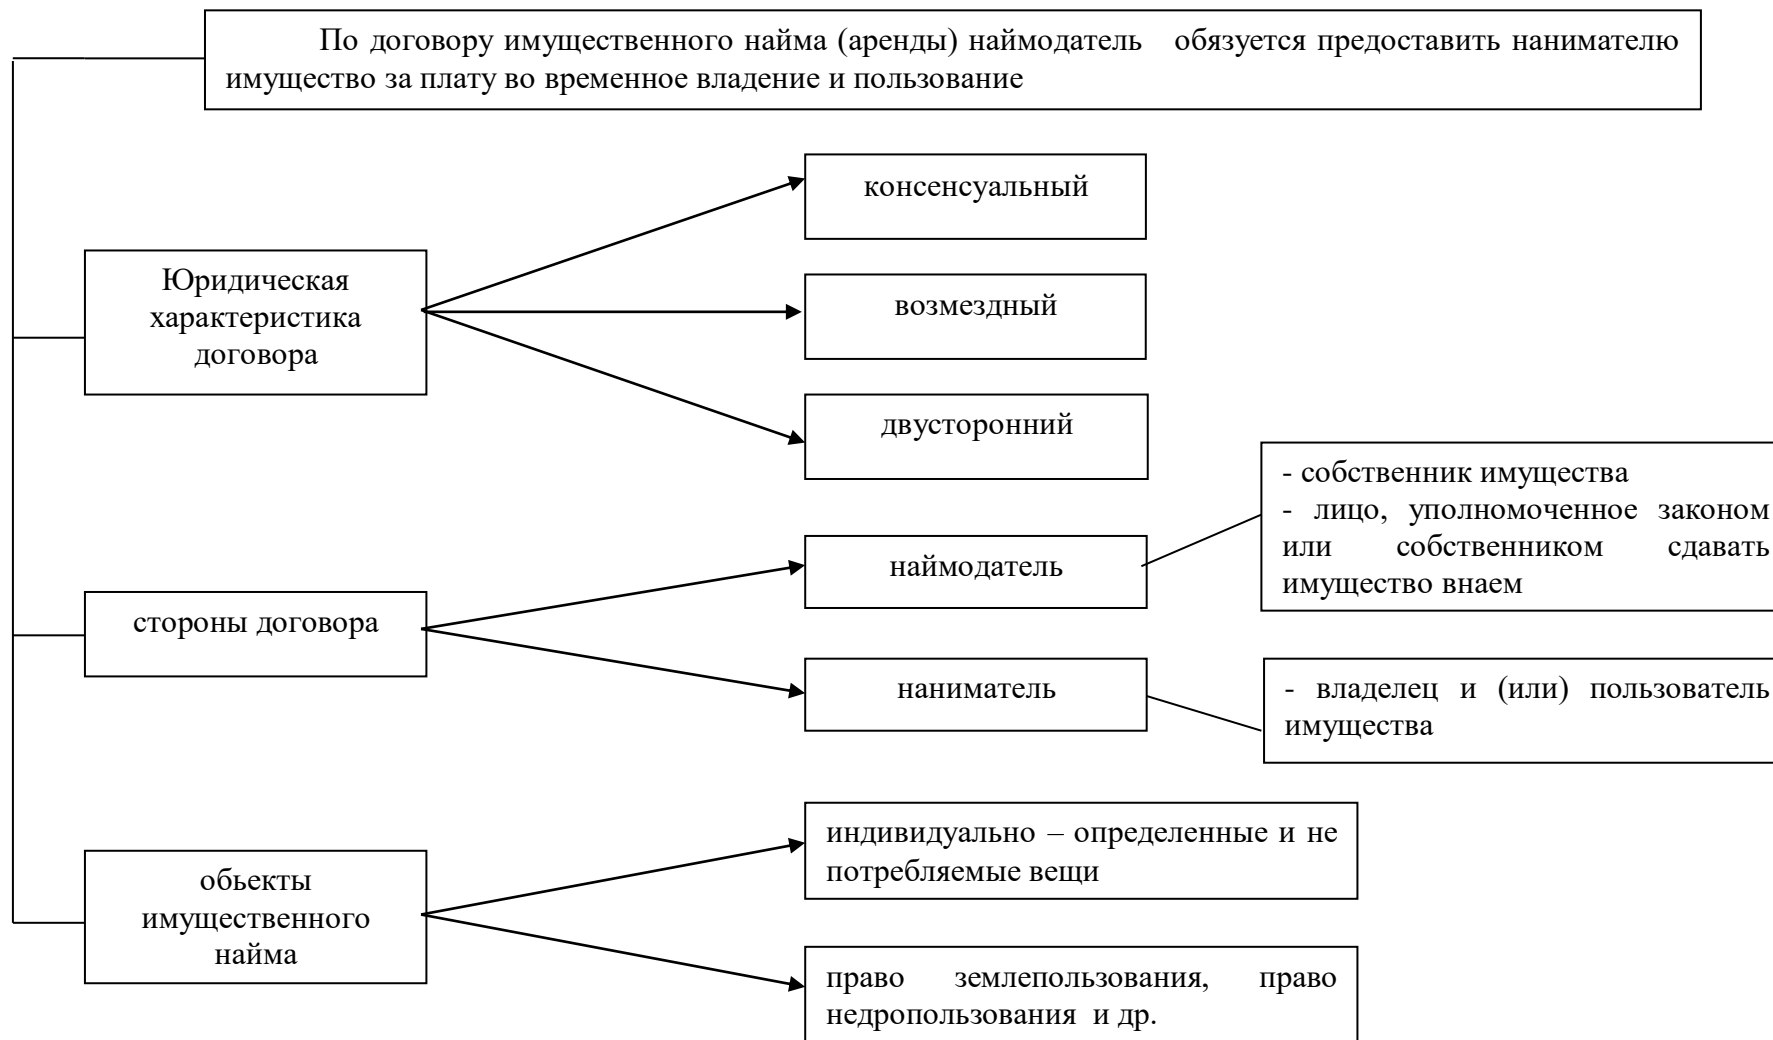 По договору имущественного найма (аренды) наймодатель обязуется предоставить нанимателю
имущество за плату во временное владение и пользование
Юридическая
характеристика
договора
консенсуальный
возмездный
двусторонний
стороны договора
наймодатель
- собственник имущества
- лицо, уполномоченное законом
или собственником сдавать
имущество внаем
наниматель
- владелец и (или) пользователь
имущества
обьекты
имущественного
найма
индивидуально – определенные и не
потребляемые вещи
право землепользования, право
недропользования и др.